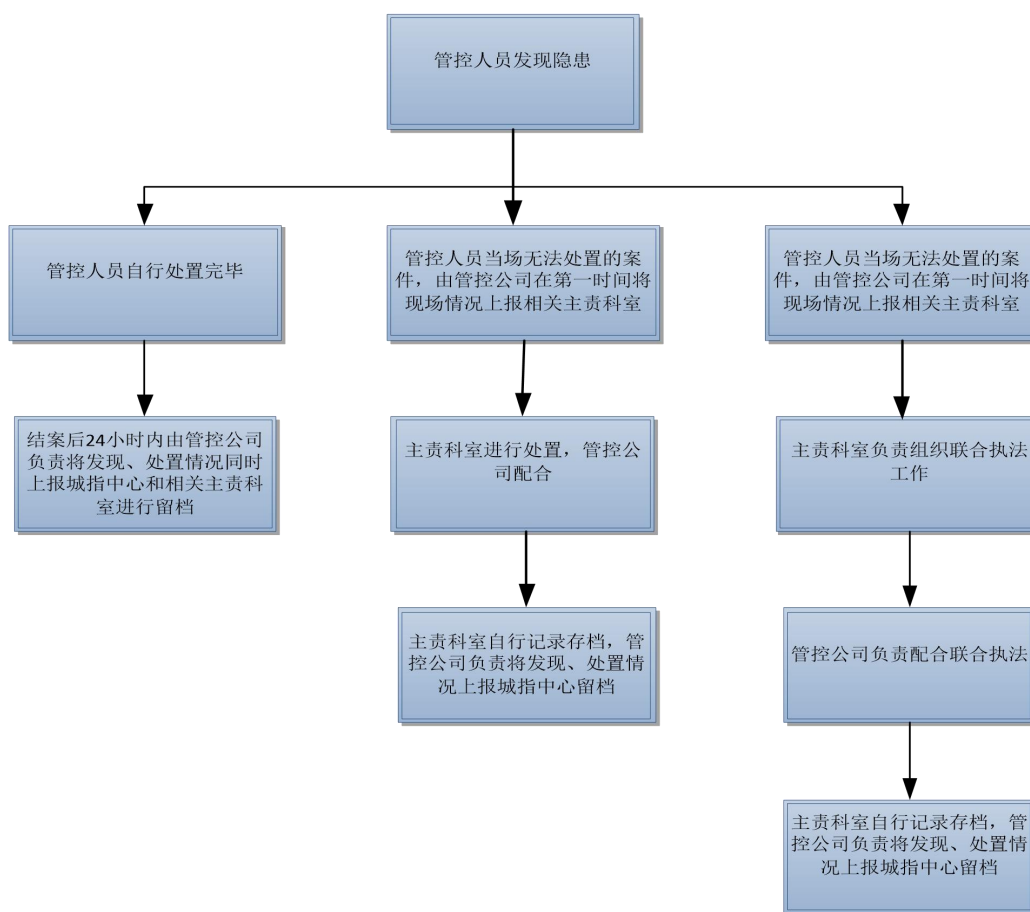 管控人员发现隐患
管控人员自行处置完毕
管控人员当场无法处置的案
件，由管控公司在第一时间将
现场情况上报相关主责科室
管控人员当场无法处置的案
件，由管控公司在第一时间将
现场情况上报相关主责科室
结案后24小时内由管控公司
负责将发现、处置情况同时
上报城指中心和相关主责科
室进行留档
主责科室进行处置，管控公
司配合
主责科室负责组织联合执法
工作
主责科室自行记录存档，管
控公司负责将发现、处置情
况上报城指中心留档
管控公司负责配合联合执法
主责科室自行记录存档，管
控公司负责将发现、处置情
况上报城指中心留档